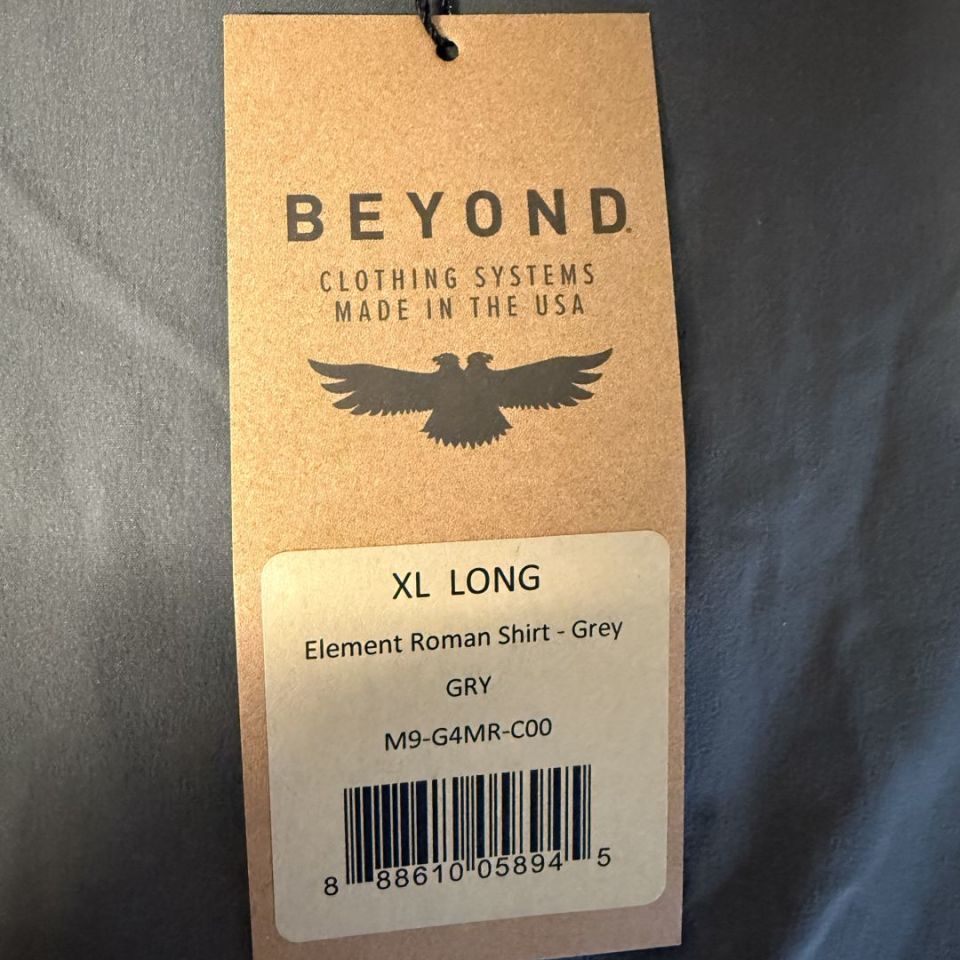 BEYOND.
CLOTHING SYSTEMS
MADE IN THE USA
XL LONG
Element Roman Shirt - Grey
GRY
M9-G4MR-C00
8 88610 05894 5